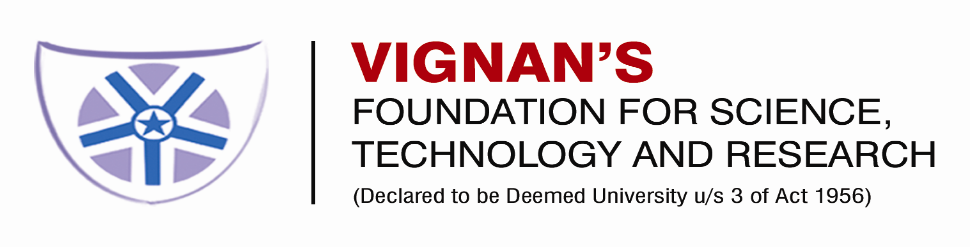 VIGNAN'S
FOUNDATION FOR SCIENCE,
TECHNOLOGY AND RESEARCH
(Declared to be Deemed University u/s 3 of Act 1956)